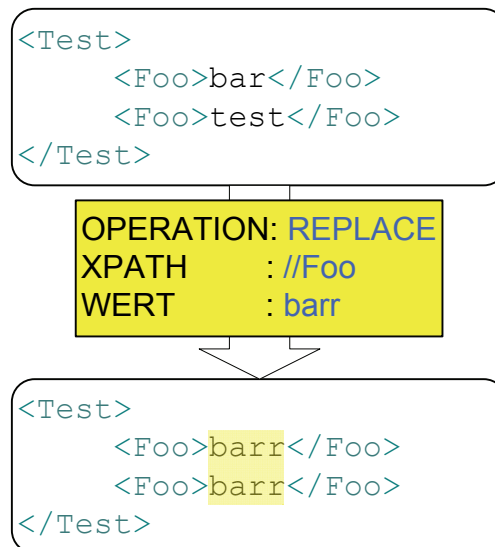 <Test>
<Foo>bar</Foo>
<Foo>test</Foo>
</Test>
OPERATION: REPLACE
XPATH : //Foo
WERT : barr
<Test>
<Foo>barr</Foo>
<Foo>barr</Foo>
</Test>